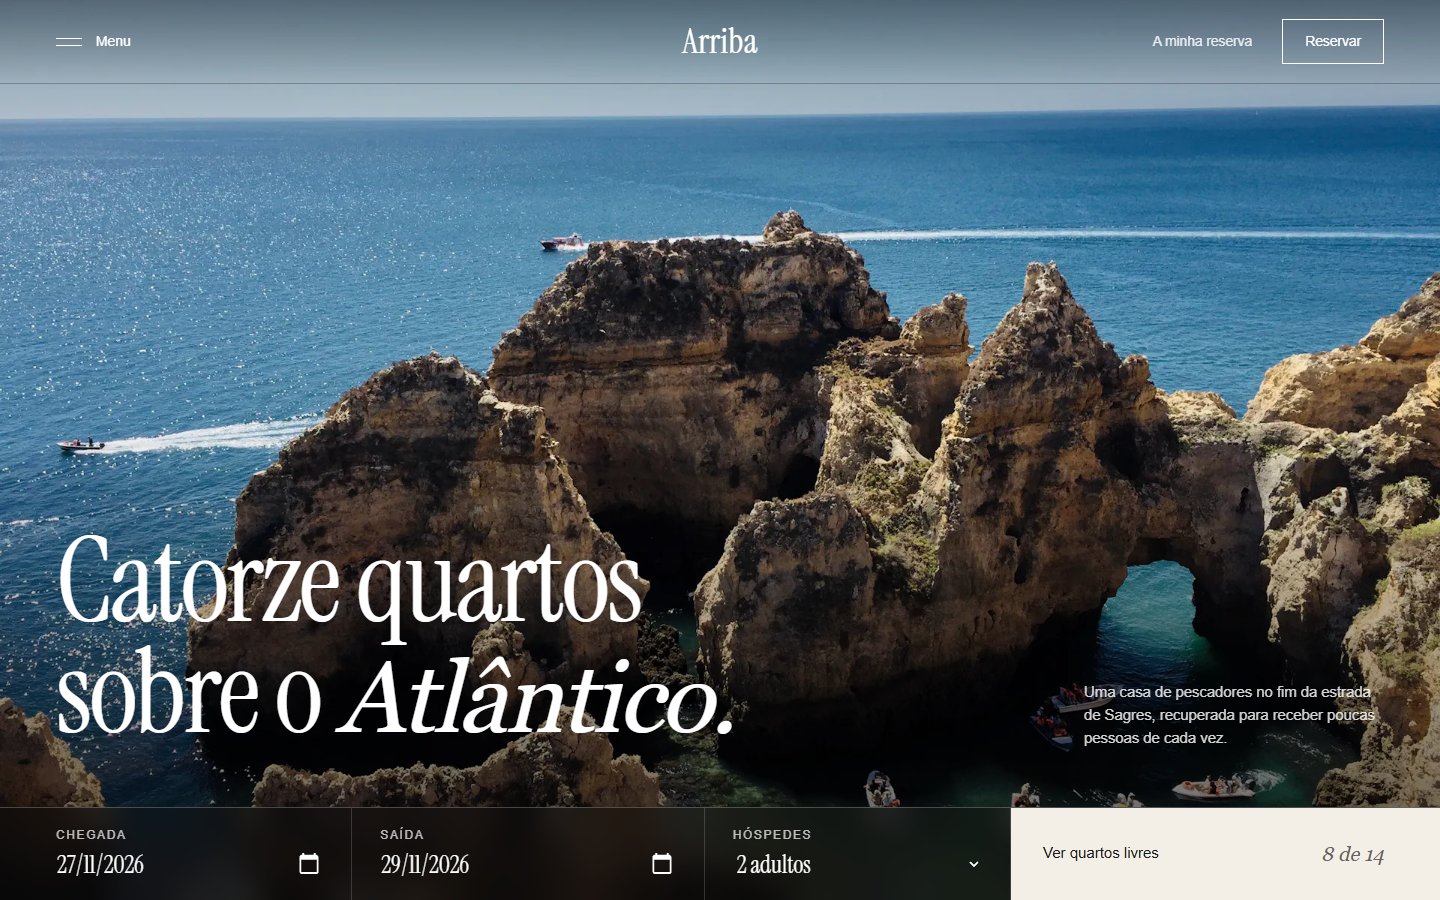 Menu
Arriba
A minha reserva
Reservar
Catorze quartos
sobre o Atlântico.
Uma casa de pescadores no fim da estrada
de Sagres, recuperada para receber poucas
pessoas de cada vez.
CHEGADA
27/11/2026
SAÍDA
29/11/2026
HÓSPEDES
2 adultos
Ver quartos livres
8 de 14